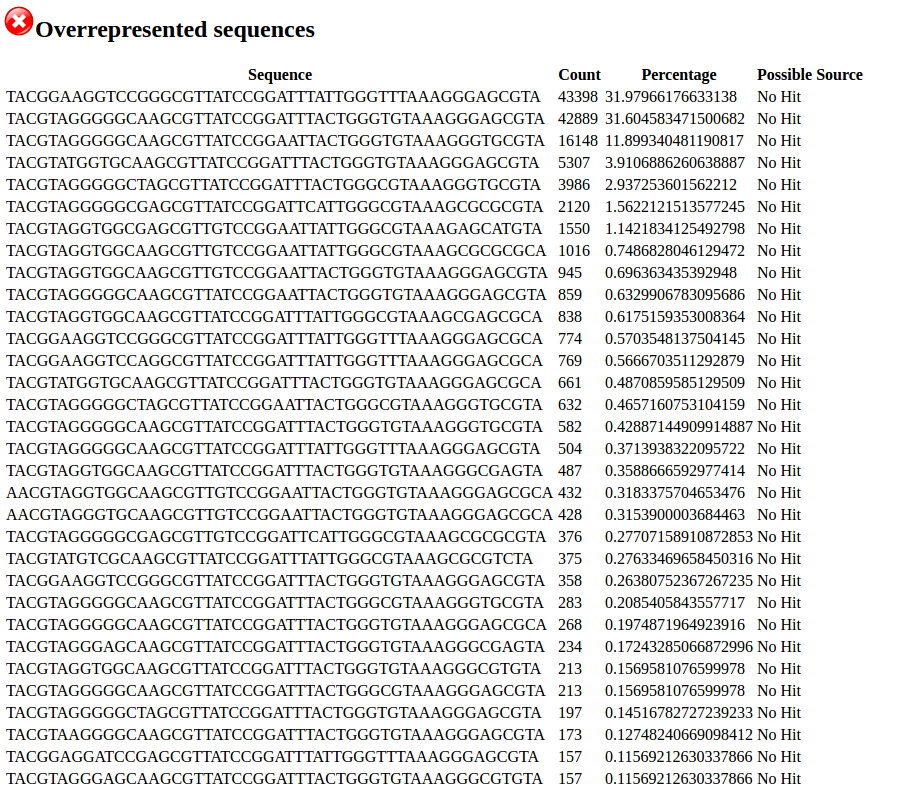 Overrepresented sequences
Sequence Count Percentage Possible Source
TACGGAAGGTCCGGGCGTTATCCGGATTTATTGGGTTTAAAGGGAGCGTA 43398 31.97966176633138 No Hit
TACGTAGGGGGCAAGCGTTATCCGGATTTACTGGGTGTAAAGGGAGCGTA 42889 31.604583471500682 No Hit
TACGTAGGGGGCAAGCGTTATCCGGAATTACTGGGTGTAAAGGGTGCGTA 16148 11.899340481190817 No Hit
TACGTATGGTGCAAGCGTTATCCGGATTTACTGGGTGTAAAGGGAGCGTA 5307 3.9106886260638887 No Hit
TACGTAGGGGGCTAGCGTTATCCGGATTTACTGGGCGTAAAGGGTGCGTA 3986 2.937253601562212 No Hit
TACGTAGGGGGCGAGCGTTATCCGGATTCATTGGGCGTAAAGCGCGCGTA 2120 1.5622121513577245 No Hit
TACGTAGGTGGCGAGCGTTGTCCGGAATTATTGGGCGTAAAGAGCATGTA 1550 1.1421834125492798 No Hit
TACGTAGGTGGCAAGCGTTGTCCGGAATTATTGGGCGTAAAGCGCGCGCA 1016 0.7486828046129472 No Hit
TACGTAGGTGGCAAGCGTTGTCCGGAATTACTGGGTGTAAAGGGAGCGTA 945 0.696363435392948 No Hit
TACGTAGGGGGCAAGCGTTATCCGGAATTACTGGGTGTAAAGGGAGCGTA 859 0.6329906783095686 No Hit
TACGTAGGTGGCAAGCGTTATCCGGATTTATTGGGCGTAAAGCGAGCGCA 838 0.6175159353008364 No Hit
TACGGAAGGTCCGGGCGTTATCCGGATTTATTGGGTTTAAAGGGAGCGCA 774 0.5703548137504145 No Hit
TACGGAAGGTCCAGGCGTTATCCGGATTTATTGGGTTTAAAGGGAGCGCA 769 0.5666703511292879 No Hit
TACGTATGGTGCAAGCGTTATCCGGATTTACTGGGTGTAAAGGGAGCGCA 661 0.4870859585129509 No Hit
TACGTAGGGGGCTAGCGTTATCCGGAATTACTGGGCGTAAAGGGTGCGTA 632 0.4657160753104159 No Hit
TACGTAGGGGGCAAGCGTTATCCGGATTTACTGGGTGTAAAGGGTGCGTA 582 0.42887144909914887 No Hit
TACGTAGGGGGCAAGCGTTATCCGGATTTATTGGGTTTAAAGGGAGCGTA 504 0.3713938322095722 No Hit
TACGTAGGTGGCAAGCGTTATCCGGATTTACTGGGTGTAAAGGGCGAGTA 487 0.3588666592977414 No Hit
AACGTAGGTGGCAAGCGTTGTCCGGAATTACTGGGTGTAAAGGGAGCGCA 432 0.3183375704653476 No Hit
AACGTAGGGTGCAAGCGTTGTCCGGAATTACTGGGTGTAAAGGGAGCGCA 428 0.3153900003684463 No Hit
TACGTAGGGGGCGAGCGTTGTCCGGATTCATTGGGCGTAAAGCGCGCGTA 376 0.27707158910872853 No Hit
TACGTATGTCGCAAGCGTTATCCGGATTTATTGGGCGTAAAGCGCGTCTA 375 0.27633469658450316 No Hit
TACGGAAGGTCCGGGCGTTATCCGGATTTACTGGGTGTAAAGGGAGCGTA 358 0.26380752367267235 No Hit
TACGTAGGGGGCAAGCGTTATCCGGATTTACTGGGCGTAAAGGGTGCGTA 283 0.2085405843557717 No Hit
TACGTAGGGGGCAAGCGTTATCCGGATTTACTGGGTGTAAAGGGAGCGCA 268 0.1974871964923916 No Hit
TACGTAGGGAGCAAGCGTTATCCGGATTTACTGGGTGTAAAGGGCGAGTA 234 0.17243285066872996 No Hit
TACGTAGGTGGCAAGCGTTATCCGGATTTACTGGGTGTAAAGGGCGTGTA 213 0.1569581076599978 No Hit
TACGTAGGGGGCAAGCGTTATCCGGATTTACTGGGCGTAAAGGGAGCGTA 213 0.1569581076599978 No Hit
TACGTAGGGGGCTAGCGTTATCCGGATTTACTGGGTGTAAAGGGAGCGTA 197 0.14516782727239233 No Hit
TACGTAAGGGGCAAGCGTTATCCGGATTTACTGGGTGTAAAGGGAGCGTA 173 0.12748240669098412 No Hit
TACGGAGGATCCGAGCGTTATCCGGATTTATTGGGTTTAAAGGGAGCGTA 157 0.11569212630337866 No Hit
TACGTAGGGAGCAAGCGTTATCCGGATTTACTGGGTGTAAAGGGCGTGTA 157 0.11569212630337866 No Hit